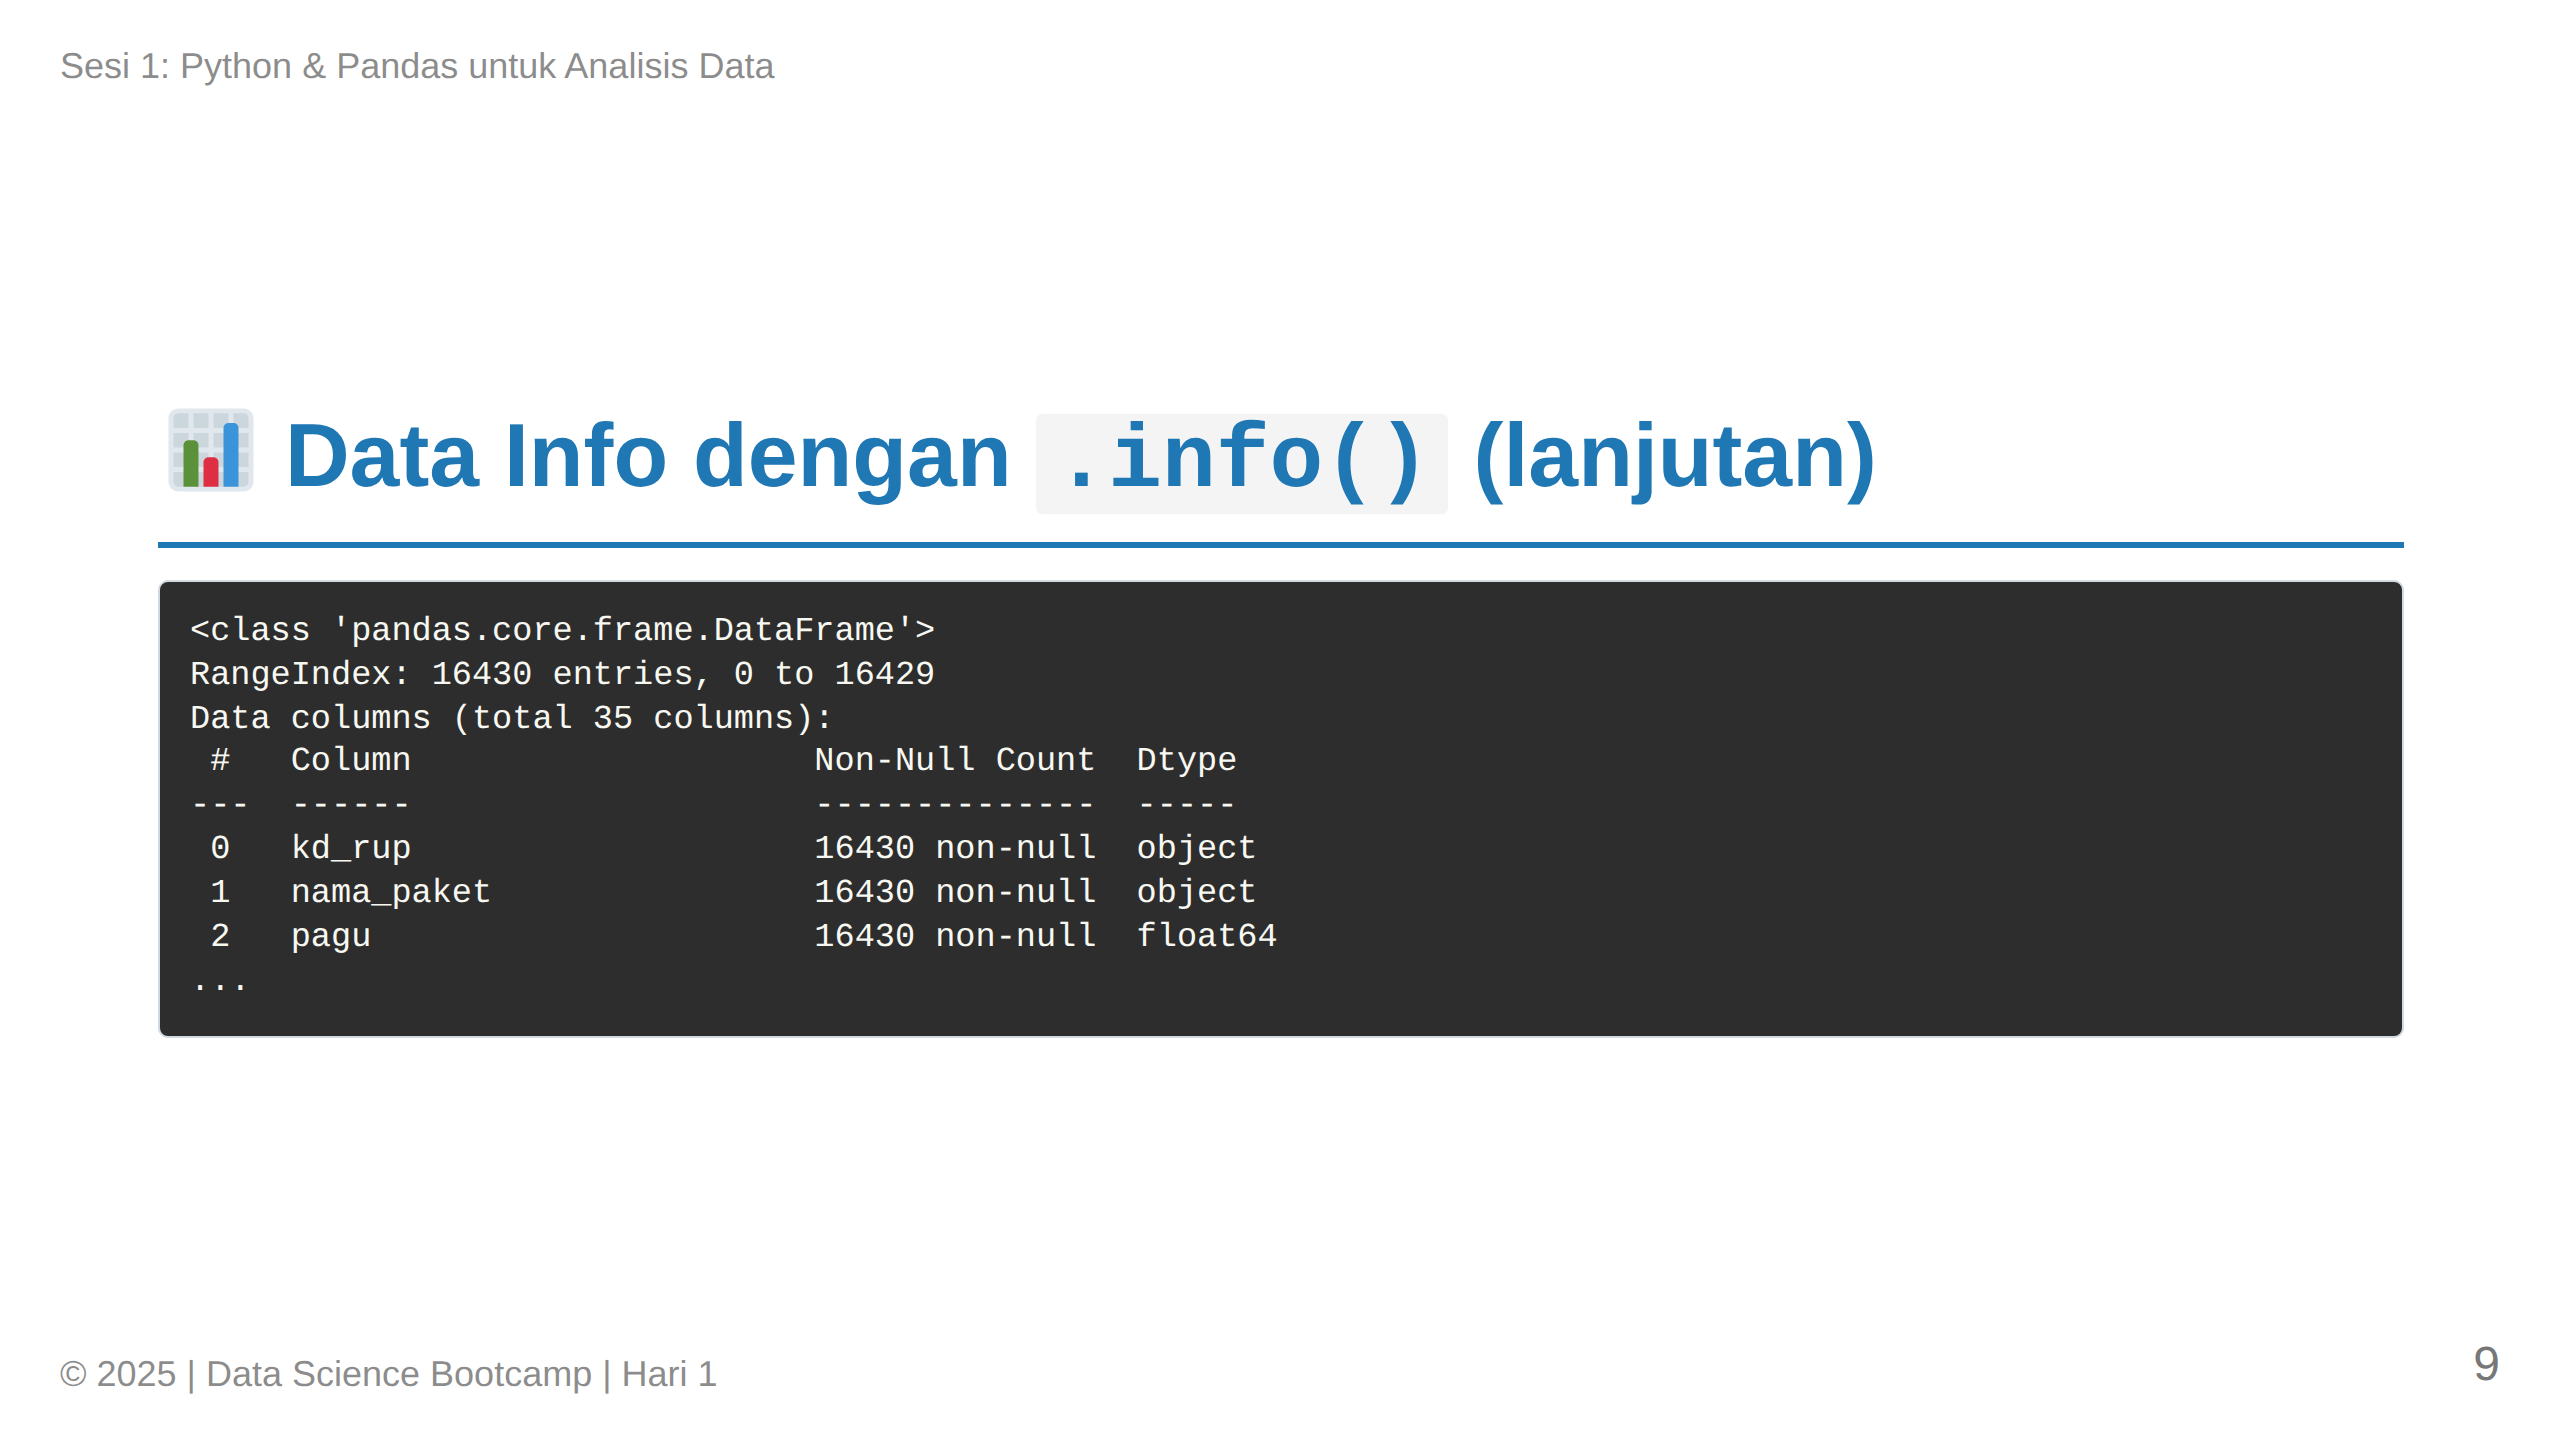 Sesi 1: Python & Pandas untuk Analisis Data
Data Info dengan .info() (lanjutan)
<class 'pandas.core.frame.DataFrame'>
RangeIndex: 16430 entries, 0 to 16429
Data columns (total 35 columns):
 #   Column                    Non-Null Count  Dtype
---  ------                    --------------  -----
 0   kd_rup                    16430 non-null  object
 1   nama_paket                16430 non-null  object
 2   pagu                      16430 non-null  float64
...
© 2025 | Data Science Bootcamp | Hari 1
9